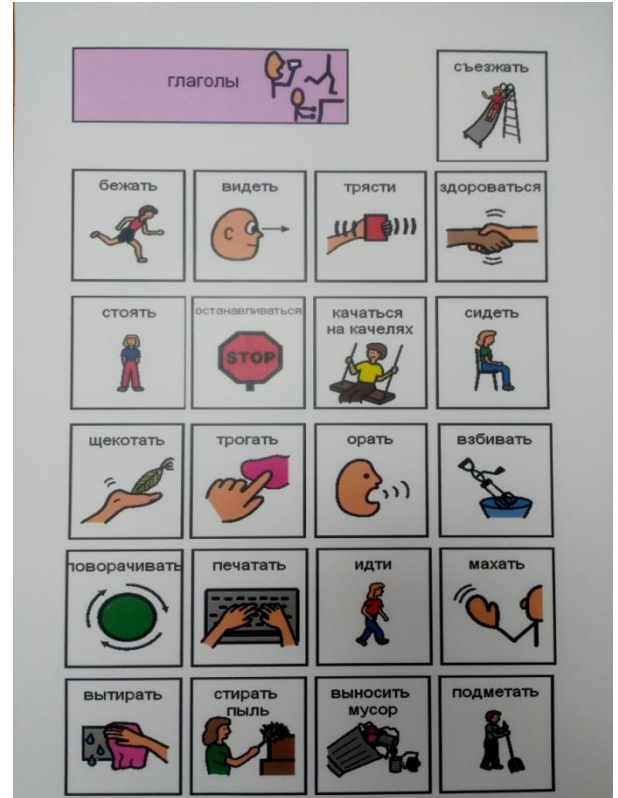 глаголы
съезжать
бежать
видеть
трясти
здороваться
стоять
останавливаться
STOP
качаться
на качелях
сидеть
щекотать
трогать
орать
взбивать
поворачивать
печатать
идти
махать
вытирать
стирать
пыль
выносить
мусор
подметать